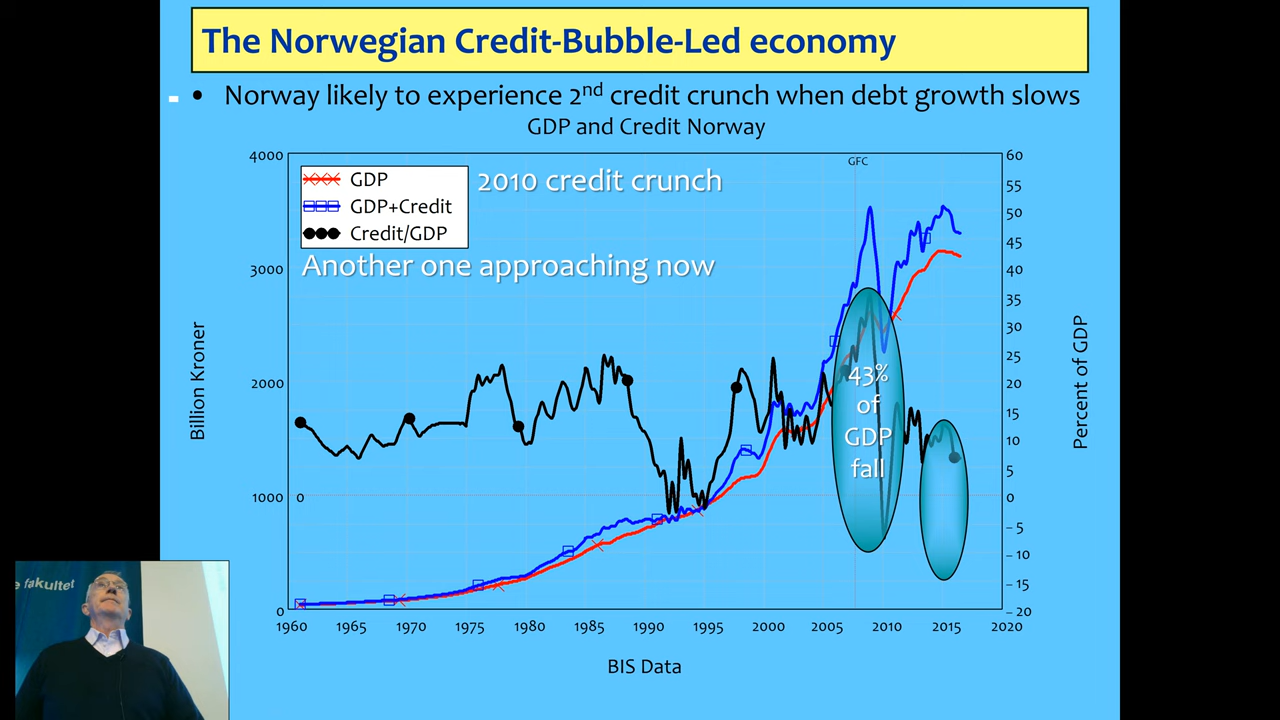 The Norwegian Credit-Bubble-Led economy
• Norway likely to experience 2nd credit crunch when debt growth slows
GDP and Credit Norway
4000
3000
2000
1000
0
Billion Kroner
GDP
GDP+Credit
Credit/GDP
2010 credit crunch
Another one approaching now
0
GFC
43%
of
GDP
fall
60
55
50
45
40
35
30
25
20
15
10
5
0
–5
–10
–15
–20
Percent of GDP
1960 1965 1970 1975 1980 1985 1990 1995 2000 2005 2010 2015 2020
BIS Data
e fakultet